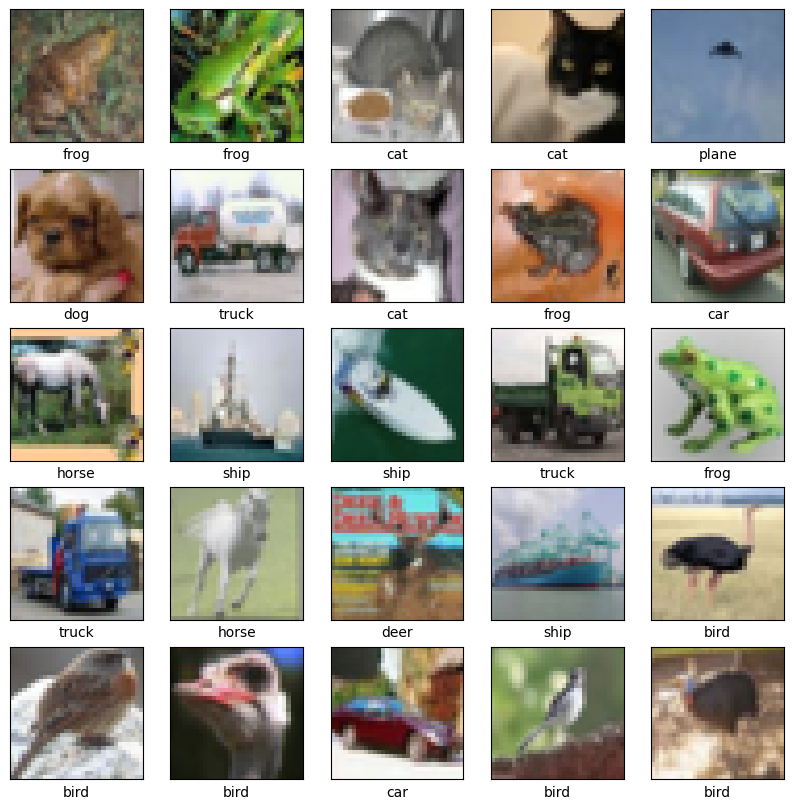 frog frog cat cat plane
dog truck cat frog car
horse ship ship truck frog
truck horse deer ship bird
bird bird car bird bird